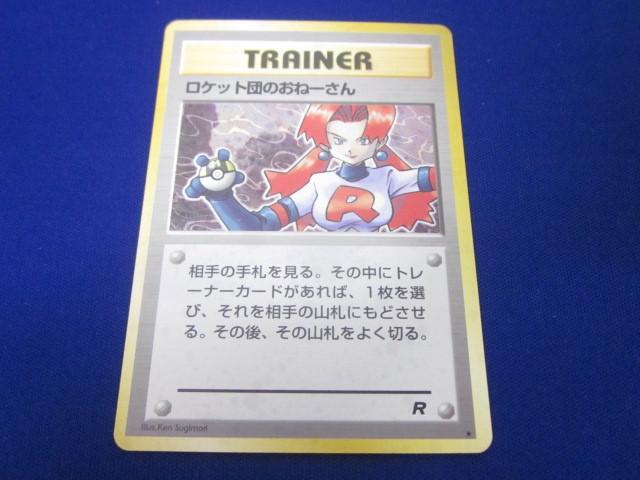 TRAINER
ロケット団のおねーさん
R
相手の手札を見る。その中にトレ
ーナーカードがあれば、1枚を選
び、それを相手の山札にもどさせ
る。その後、その山札をよく切る。
R
Illus.Ken Sugimori